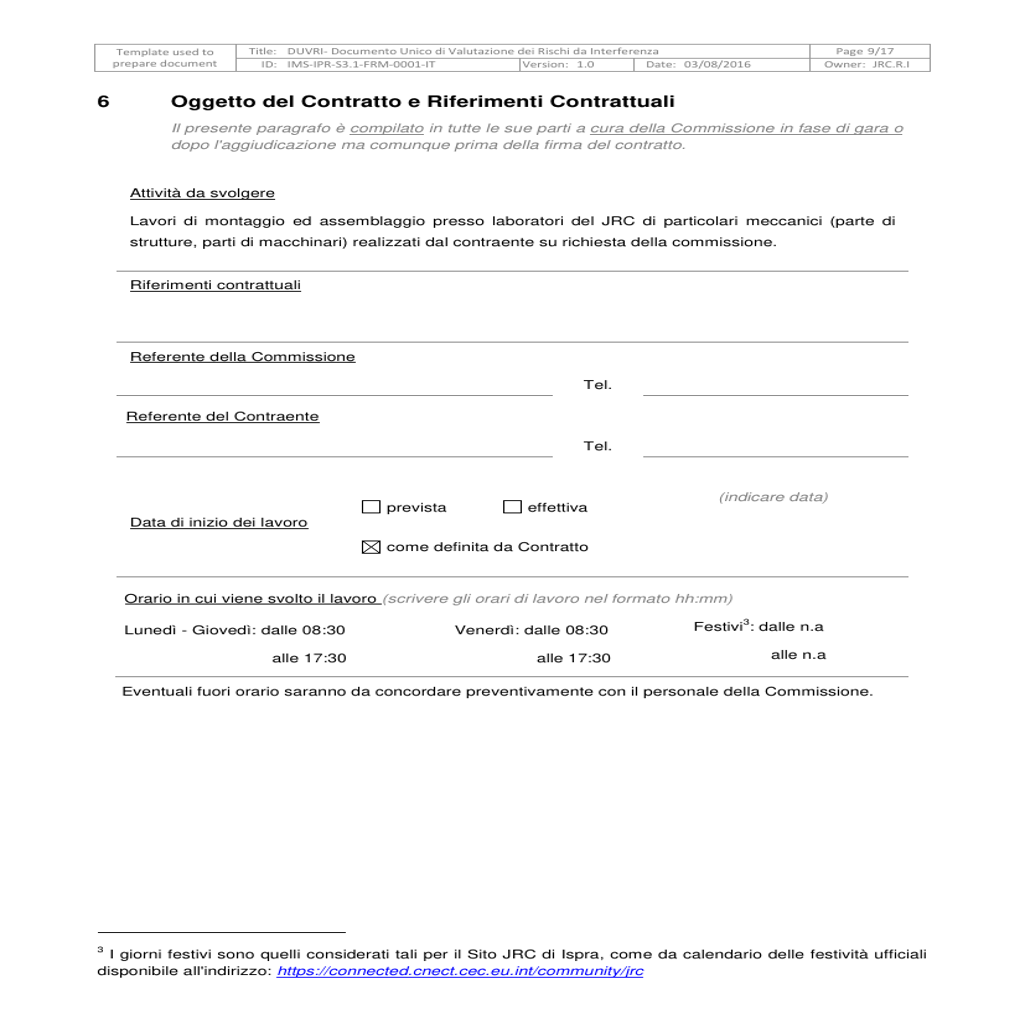 Template used to prepare document
Title: DUVRI- Documento Unico di Valutazione dei Rischi da Interferenza
Page 9/17
ID: IMS-IPR-S3.1-FRM-0001-IT
Version: 1.0
Date: 03/08/2016
Owner: JRC.R.I
6 Oggetto del Contratto e Riferimenti Contrattuali
Il presente paragrafo è compilato in tutte le sue parti a cura della Commissione in fase di gara o
dopo l'aggiudicazione ma comunque prima della firma del contratto.
Attività da svolgere
Lavori di montaggio ed assemblaggio presso laboratori del JRC di particolari meccanici (parte di
strutture, parti di macchinari) realizzati dal contraente su richiesta della commissione.
Riferimenti contrattuali
Referente della Commissione
Tel.
Referente del Contraente
Tel.
(indicare data)
prevista effettiva
Data di inizio dei lavoro
come definita da Contratto
Orario in cui viene svolto il lavoro (scrivere gli orari di lavoro nel formato hh:mm)
Lunedì - Giovedì: dalle 08:30 Venerdì: dalle 08:30 Festivi3: dalle n.a
alle 17:30 alle 17:30 alle n.a
Eventuali fuori orario saranno da concordare preventivamente con il personale della Commissione.
3 I giorni festivi sono quelli considerati tali per il Sito JRC di Ispra, come da calendario delle festività ufficiali
disponibile all'indirizzo: https://connected.cnect.cec.eu.int/community/jrc